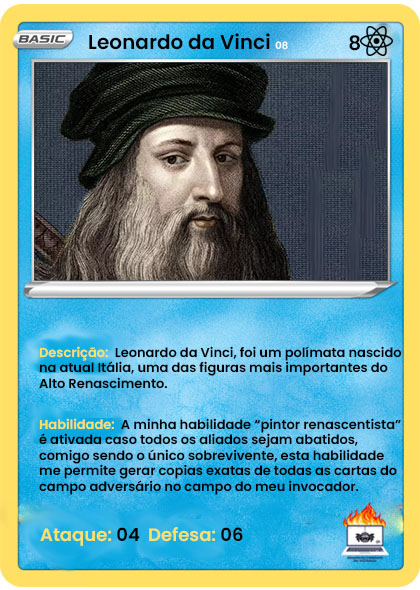 BASIC Leonardo da Vinci 08 8
Descrição: Leonardo da Vinci, foi um polímata nascido
na atual Itália, uma das figuras mais importantes do
Alto Renascimento.
Habilidade: A minha habilidade “pintor renascentista”
é ativada caso todos os aliados sejam abatidos,
comigo sendo o único sobrevivente, esta habilidade
me permite gerar copias exatas de todas as cartas do
campo adversário no campo do meu invocador.
Ataque: 04 Defesa: 06